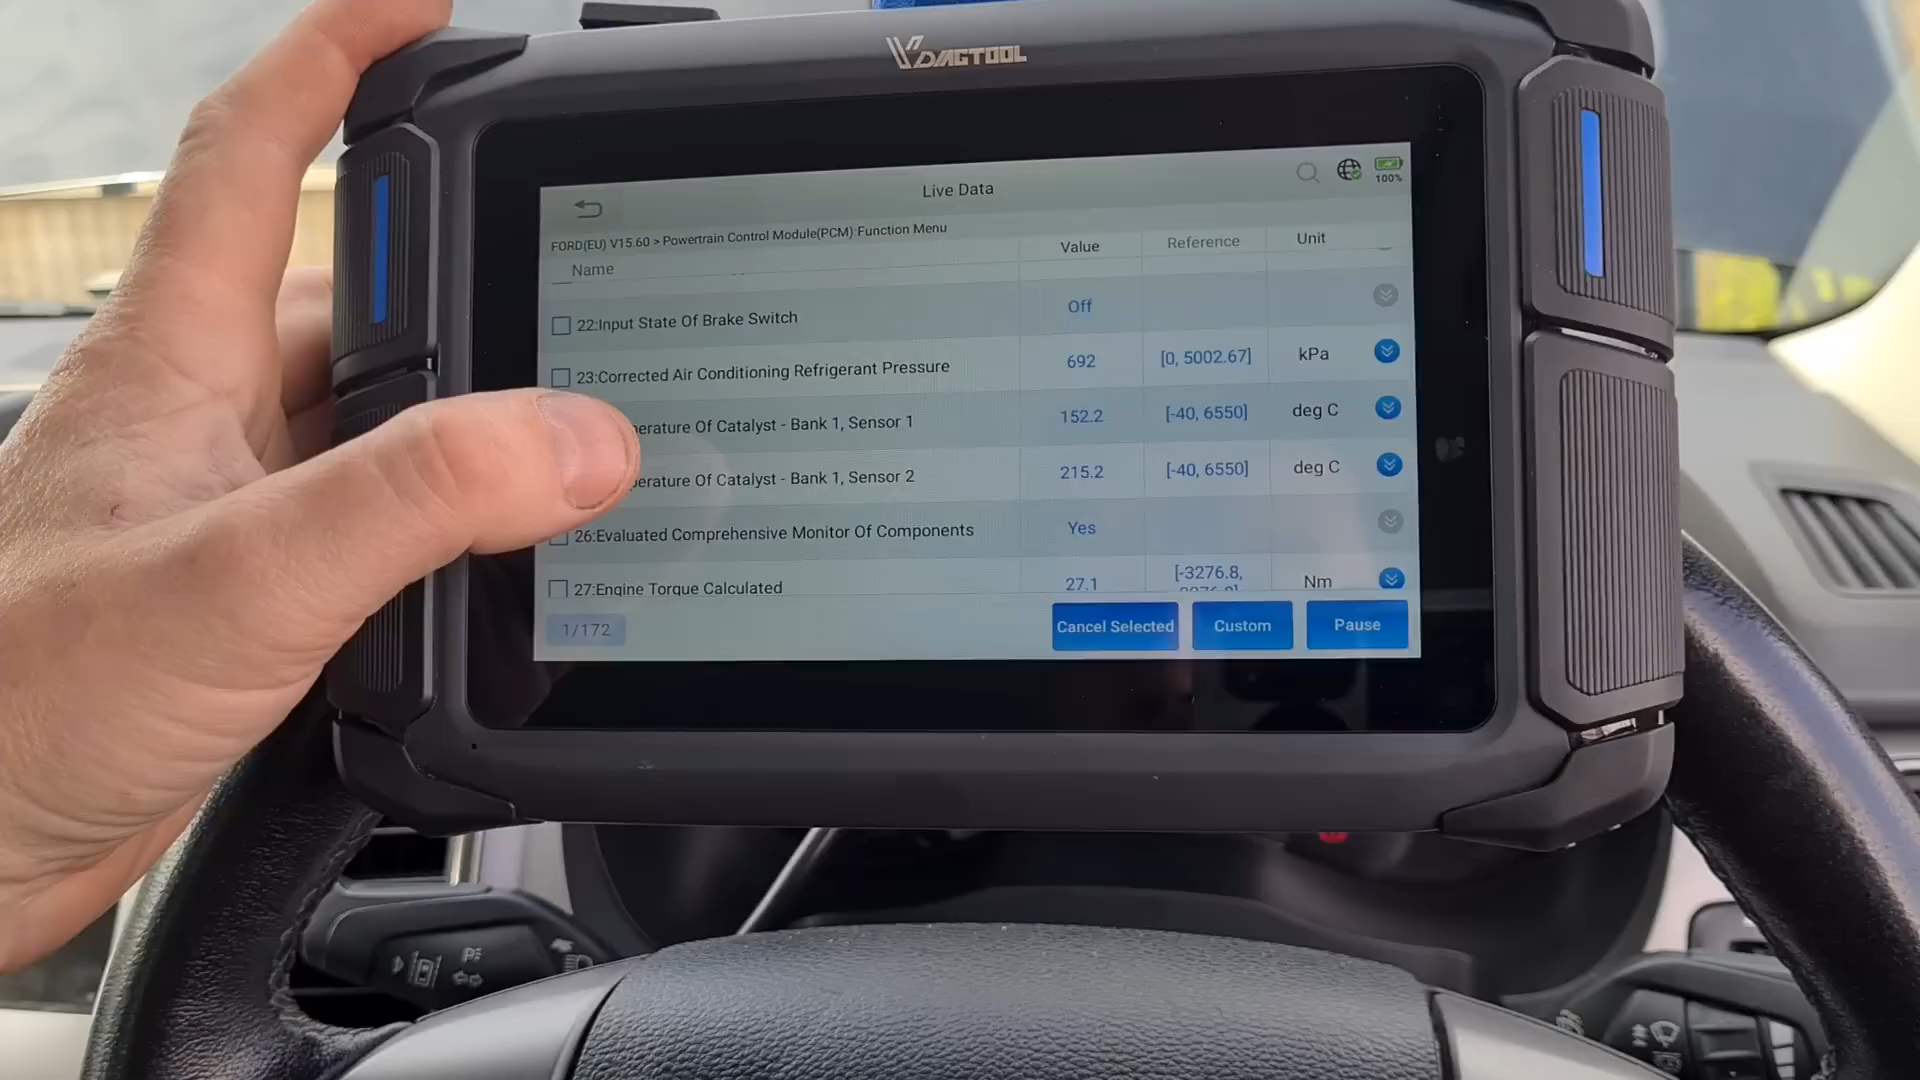 VDIAGTOOL
Live Data
100%
FORD(EU) V15.60 > Powertrain Control Module(PCM):Function Menu
Name Value Reference Unit
22:Input State Of Brake Switch Off
23:Corrected Air Conditioning Refrigerant Pressure 692 [0, 5002.67] kPa
perature Of Catalyst - Bank 1, Sensor 1 152.2 [-40, 6550] deg C
perature Of Catalyst - Bank 1, Sensor 2 215.2 [-40, 6550] deg C
26:Evaluated Comprehensive Monitor Of Components Yes
27:Engine Torque Calculated 27.1 [-3276.8, Nm
1/172 Cancel Selected Custom Pause